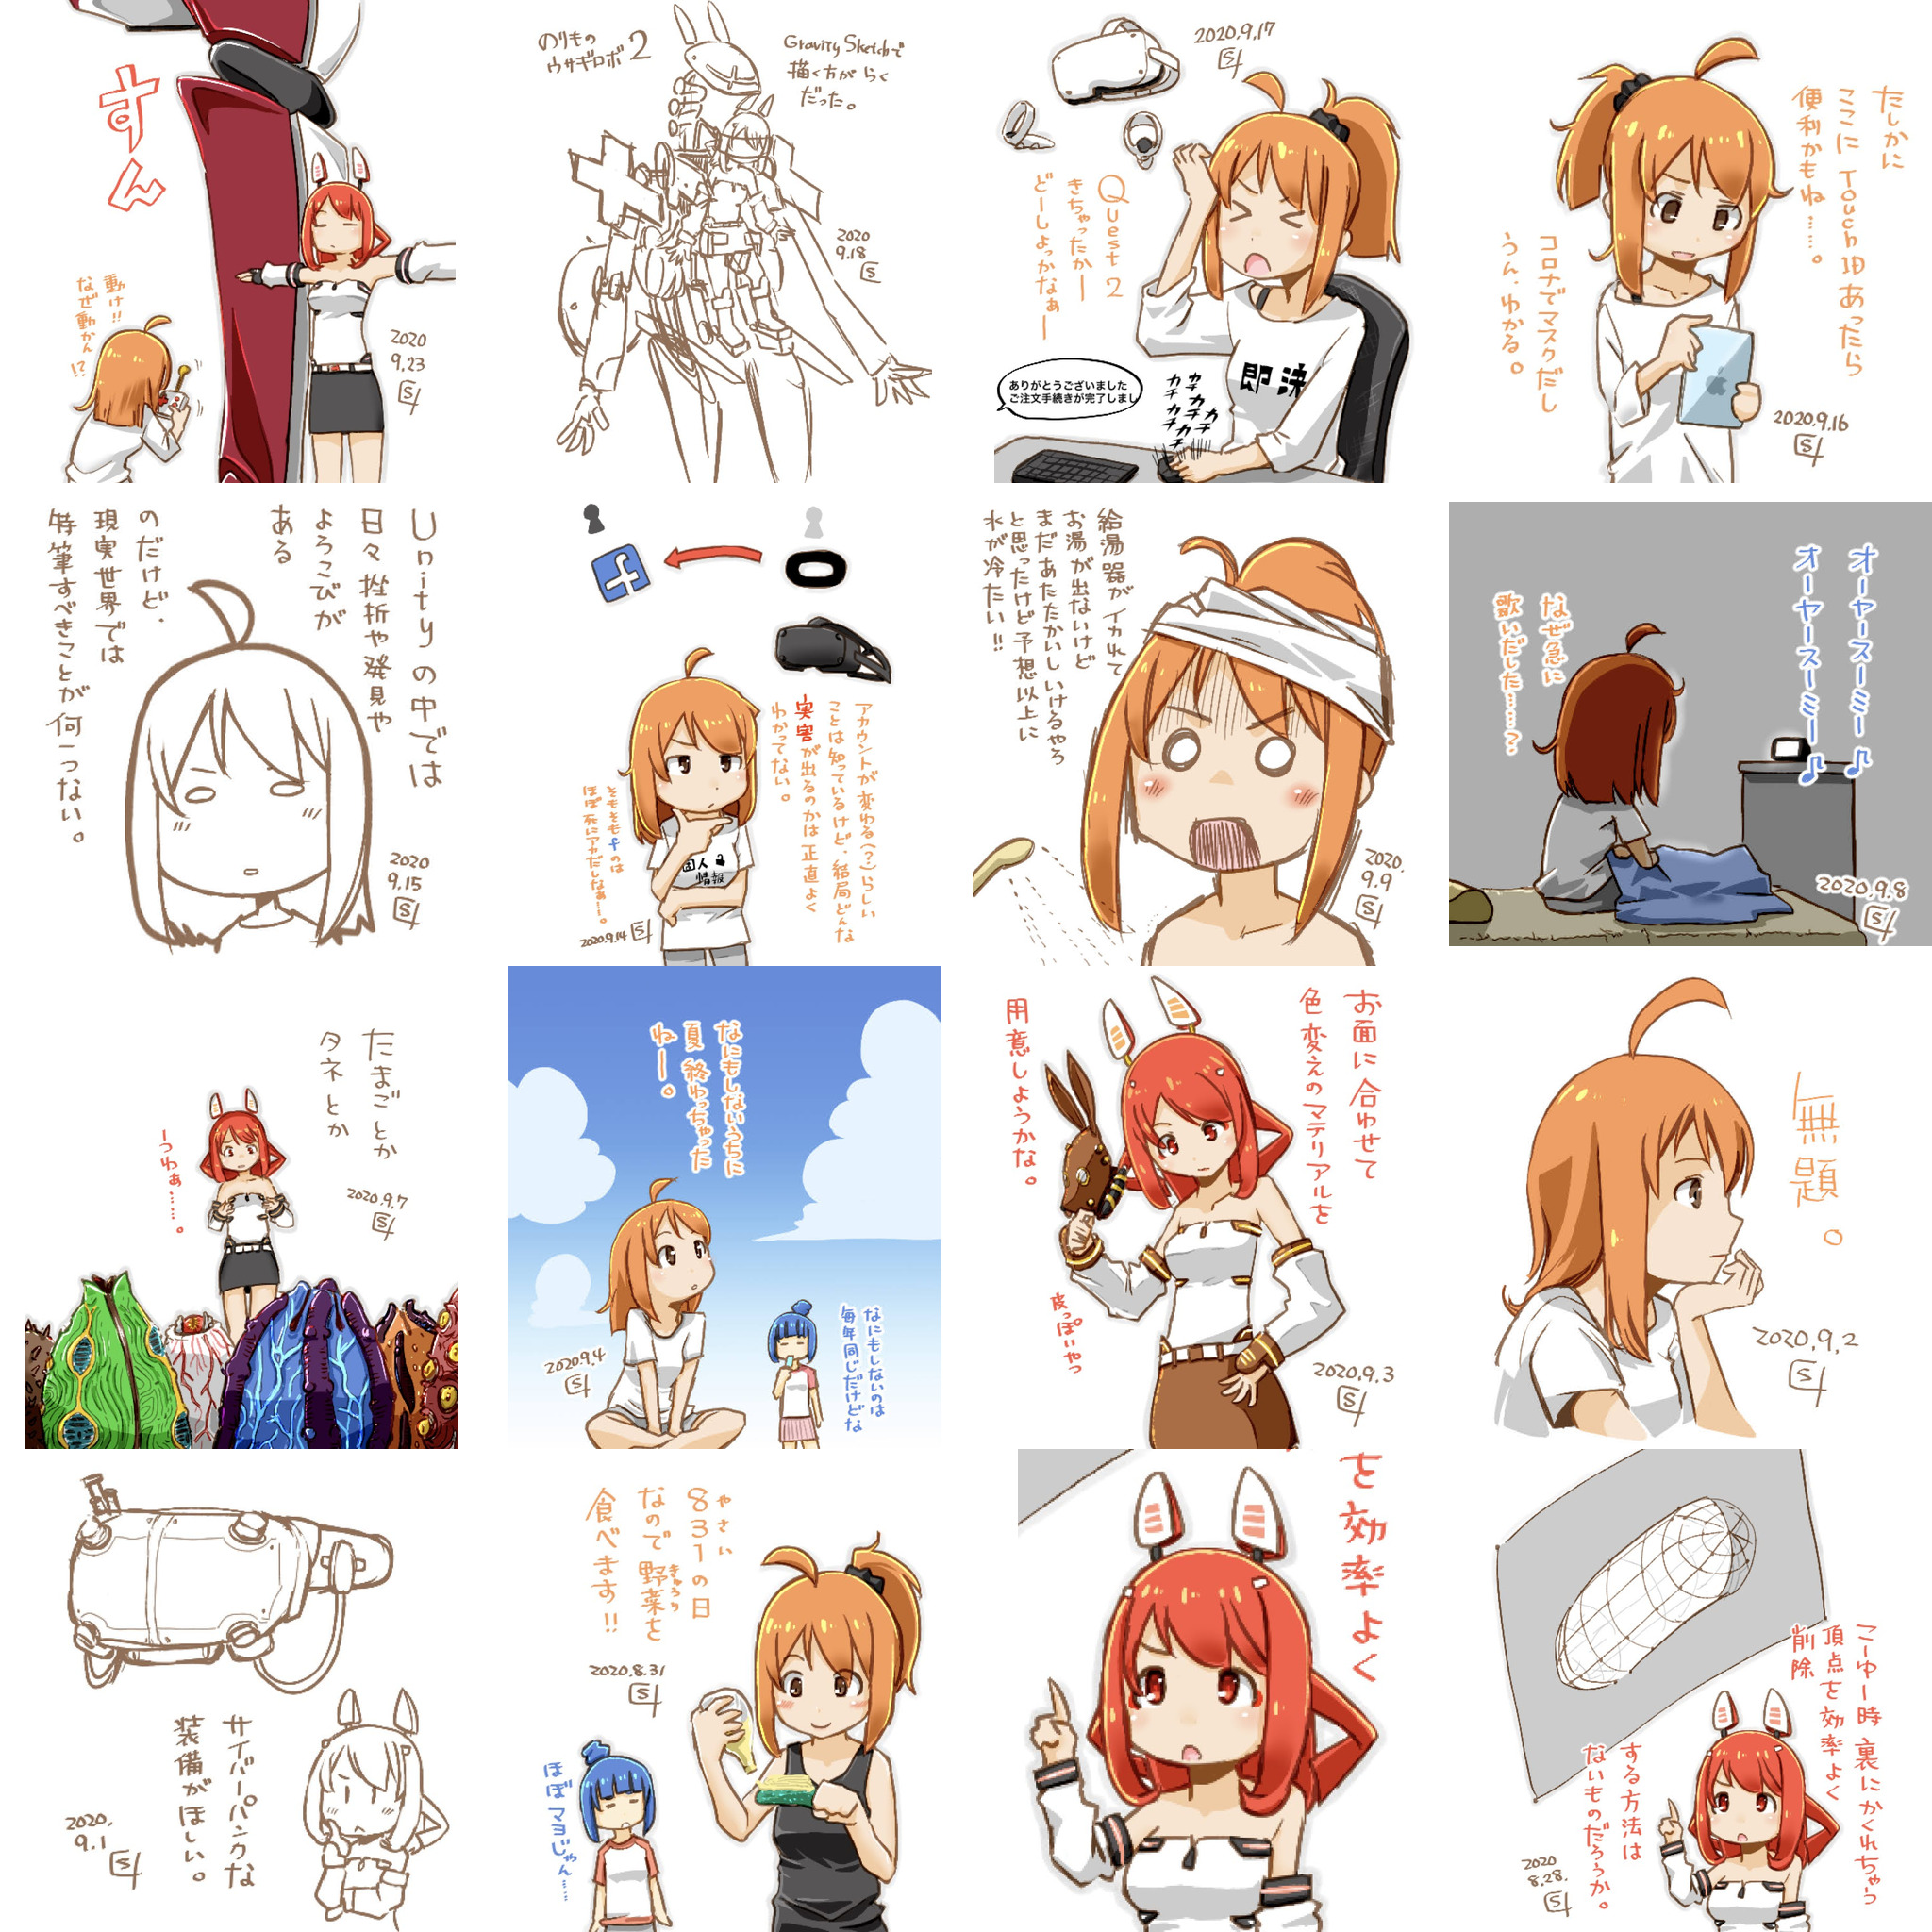 すん
動け!!
なぜ動かん!?
2020
9.23
のりもの
ウサギロボ2
Gravity Sketchで
描く方がらく
だった。
2020
9.18
2020.9.17
Quest 2
きちゃったかー
どーしよっかなぁー
即決
ありがとうございました
ご注文手続きが完了しまし
カチカチ
カチカチ
カチカチ
たしかに
ここにTouch IDあったら
便利かもね……。
コロナでマスクだし
うん、わかる。
2020.9.16
Unityの中では
日々挫折や発見や
よろこびが
ある
のだけど、
現実世界では
特筆すべきことが何一つない。
2020
9.15
f
アカウントが変わる(?)らしい
ことは知っているけど、結局どんな
実害が出るのかは正直よく
わかってない。
そもそもfのは
ほぼ死にアカだしなぁ…。
個人
情報
2020.9.14
給湯器がイカれて
お湯が出ないけど
まだあたたかいしいけるやろ
と思ったけど予想以上に
水が冷たい!!
2020.
9.9
オーヤースーミー♪
オーヤースーミー♪
なぜ急に
歌いだした……?
2020.9.8
たまごとか
タネとか
うわぁ……。
2020.9.7
なにもしないうちに
夏終わっちゃった
ねー。
なにもしないのは
毎年同じだけどな
2020.9.4
お面に合わせて
色変えのマテリアルを
用意しようかな。
皮っぽいやつ
2020.9.3
無題。
2020.9.2
サイバーパンクな
装備がほしい。
2020.
9.1
やさい
831の日
なので野菜を
きゅうり
食べます!!
2020.8.31
ほぼマヨじゃん……
を効率よく
こーゆー時裏にかくれちゃう
頂点を効率よく
削除
する方法は
ないものだろうか。
2020
8.28.